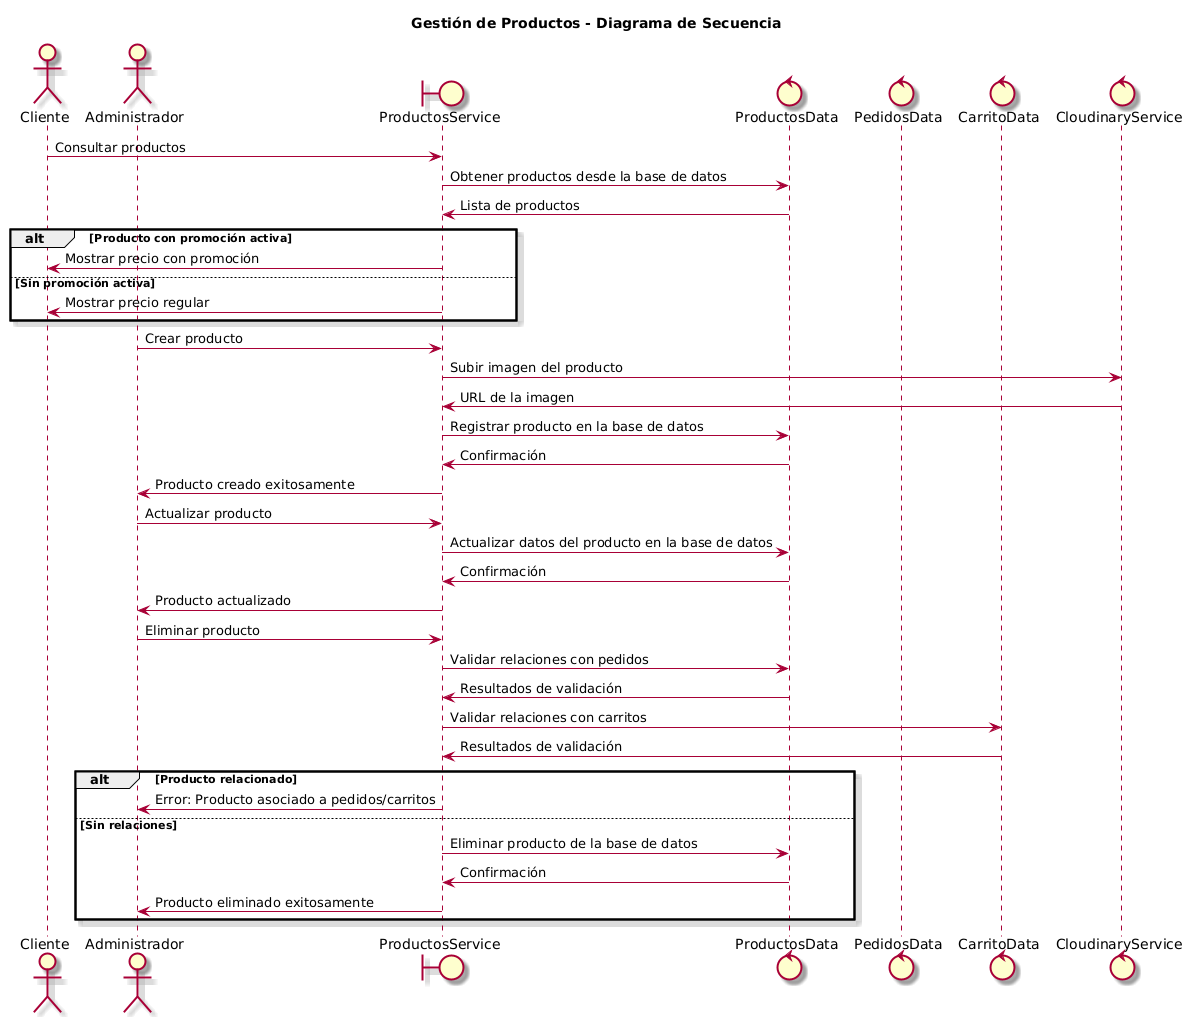 Gestión de Productos - Diagrama de Secuencia
Cliente
Administrador
ProductosService
ProductosData
PedidosData
CarritoData
CloudinaryService
Consultar productos
Obtener productos desde la base de datos
Lista de productos
alt [Producto con promoción activa]
Mostrar precio con promoción
[Sin promoción activa]
Mostrar precio regular
Crear producto
Subir imagen del producto
URL de la imagen
Registrar producto en la base de datos
Confirmación
Producto creado exitosamente
Actualizar producto
Actualizar datos del producto en la base de datos
Confirmación
Producto actualizado
Eliminar producto
Validar relaciones con pedidos
Resultados de validación
Validar relaciones con carritos
Resultados de validación
alt [Producto relacionado]
Error: Producto asociado a pedidos/carritos
[Sin relaciones]
Eliminar producto de la base de datos
Confirmación
Producto eliminado exitosamente
Cliente
Administrador
ProductosService
ProductosData
PedidosData
CarritoData
CloudinaryService